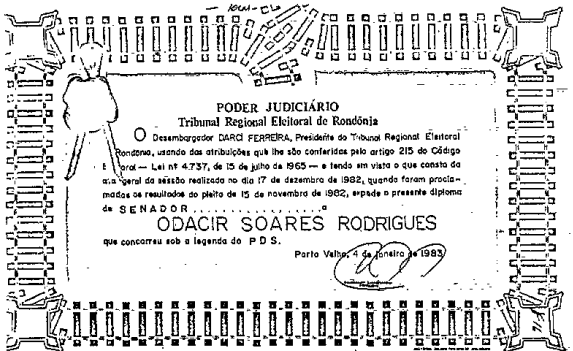 PODER JUDICIÁRIO
Tribunal Regional Eleitoral de Rondônia
O Desembargador DARCI FERREIRA, Presidente do Tribunal Regional Eleitoral
Rondônia, usando das atribuições que lhe são conferidas pelo artigo 215 do Código
oral — Lei nº 4.737, de 15 de julho de 1965 — e tendo em vista o que consta da
ata geral da sessão realizada no dia 17 de dezembro de 1982, quando foram procla-
mados os resultados do pleito de 15 de novembro de 1982, expede o presente diploma
de SENADOR . . . . . . . . . . . . . a
ODACIR SOARES RODRIGUES
que concorreu sob a legenda do PDS.
Porto Velho, 4 de janeiro de 1983